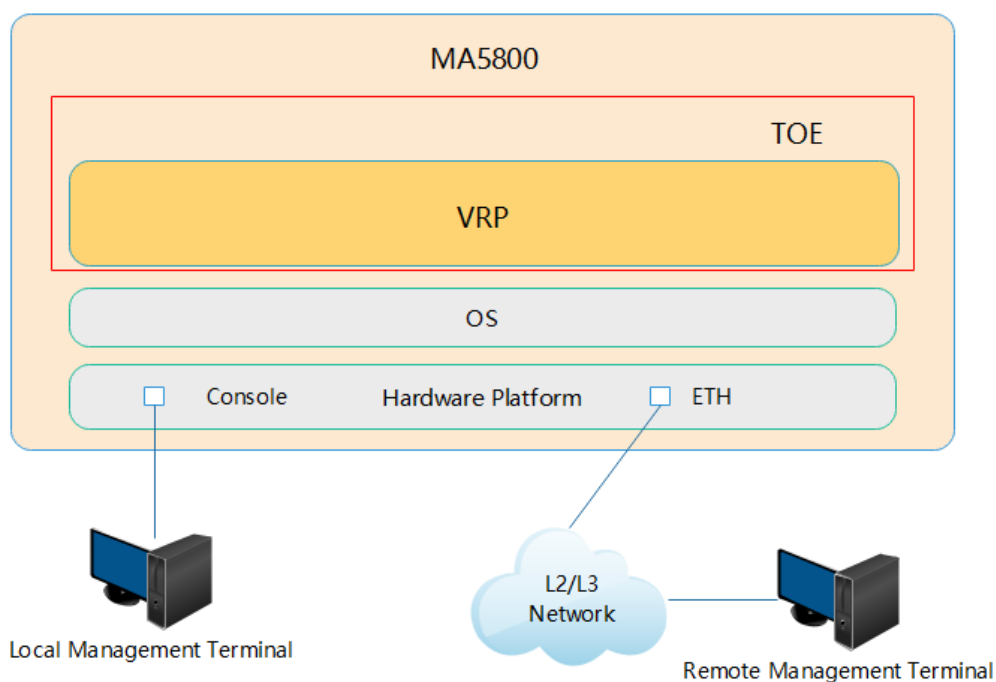 MA5800
TOE
VRP
OS
Console Hardware Platform ETH
L2/L3
Network
Local Management Terminal
Remote Management Terminal